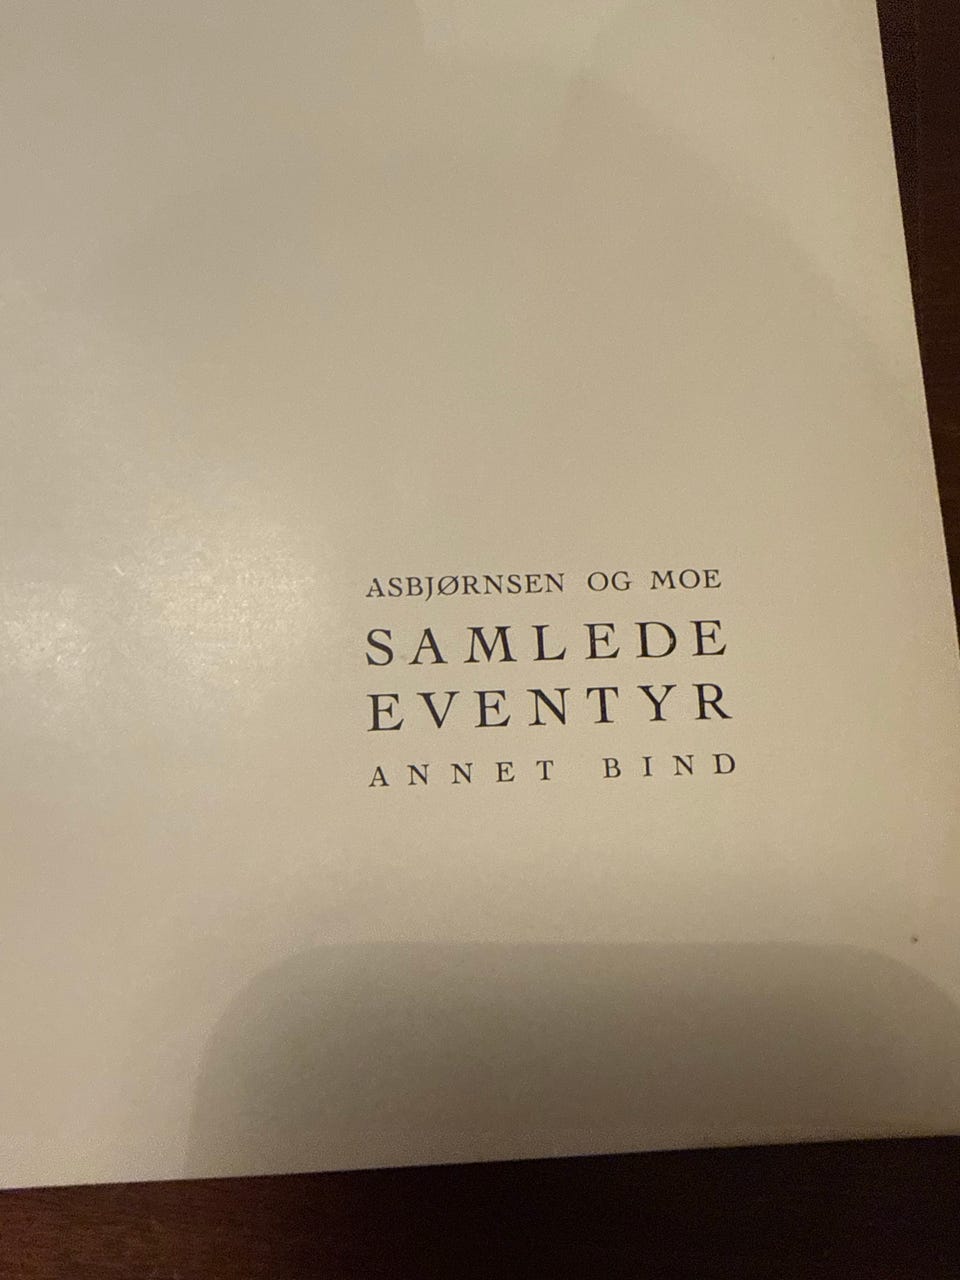 ASBJØRNSEN OG MOE
SAMLEDE
EVENTYR
ANNET BIND